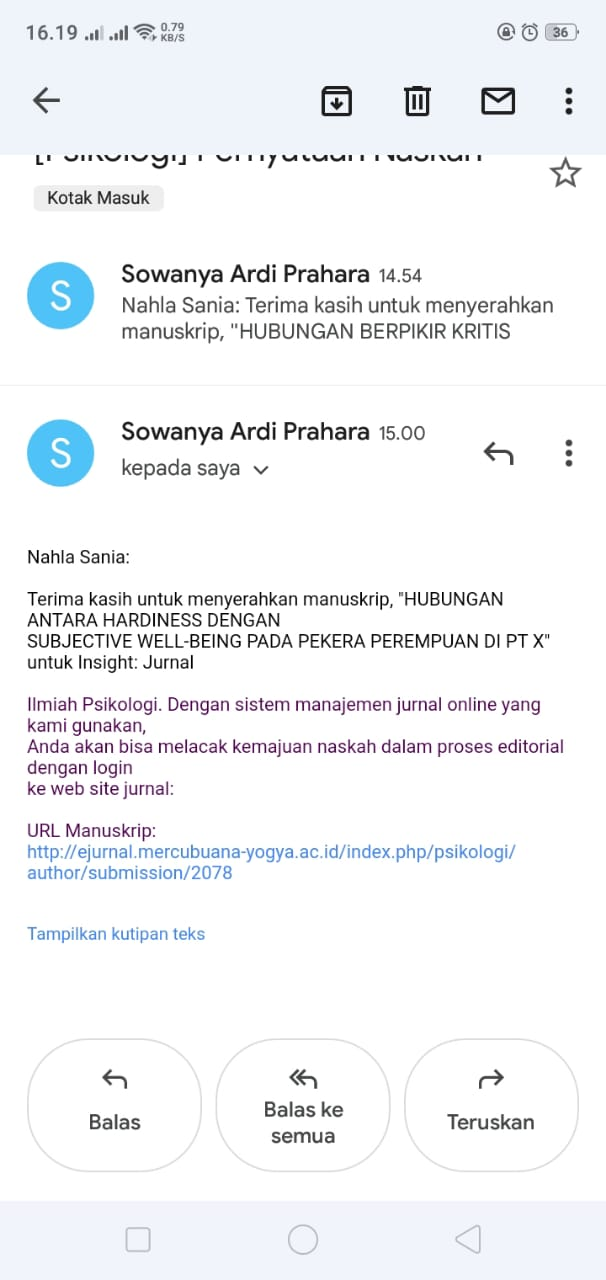 16.19
0.79
KB/S
36
[Psikologi] Pernyataan Naskah
Kotak Masuk
S
Sowanya Ardi Prahara 14.54
Nahla Sania: Terima kasih untuk menyerahkan
manuskrip, "HUBUNGAN BERPIKIR KRITIS
S
Sowanya Ardi Prahara 15.00
kepada saya
Nahla Sania:
Terima kasih untuk menyerahkan manuskrip, "HUBUNGAN
ANTARA HARDINESS DENGAN
SUBJECTIVE WELL-BEING PADA PEKERA PEREMPUAN DI PT X"
untuk Insight: Jurnal
Ilmiah Psikologi. Dengan sistem manajemen jurnal online yang
kami gunakan,
Anda akan bisa melacak kemajuan naskah dalam proses editorial
dengan login
ke web site jurnal:
URL Manuskrip:
http://ejurnal.mercubuana-yogya.ac.id/index.php/psikologi/
author/submission/2078
Tampilkan kutipan teks
Balas
Balas ke
semua
Teruskan